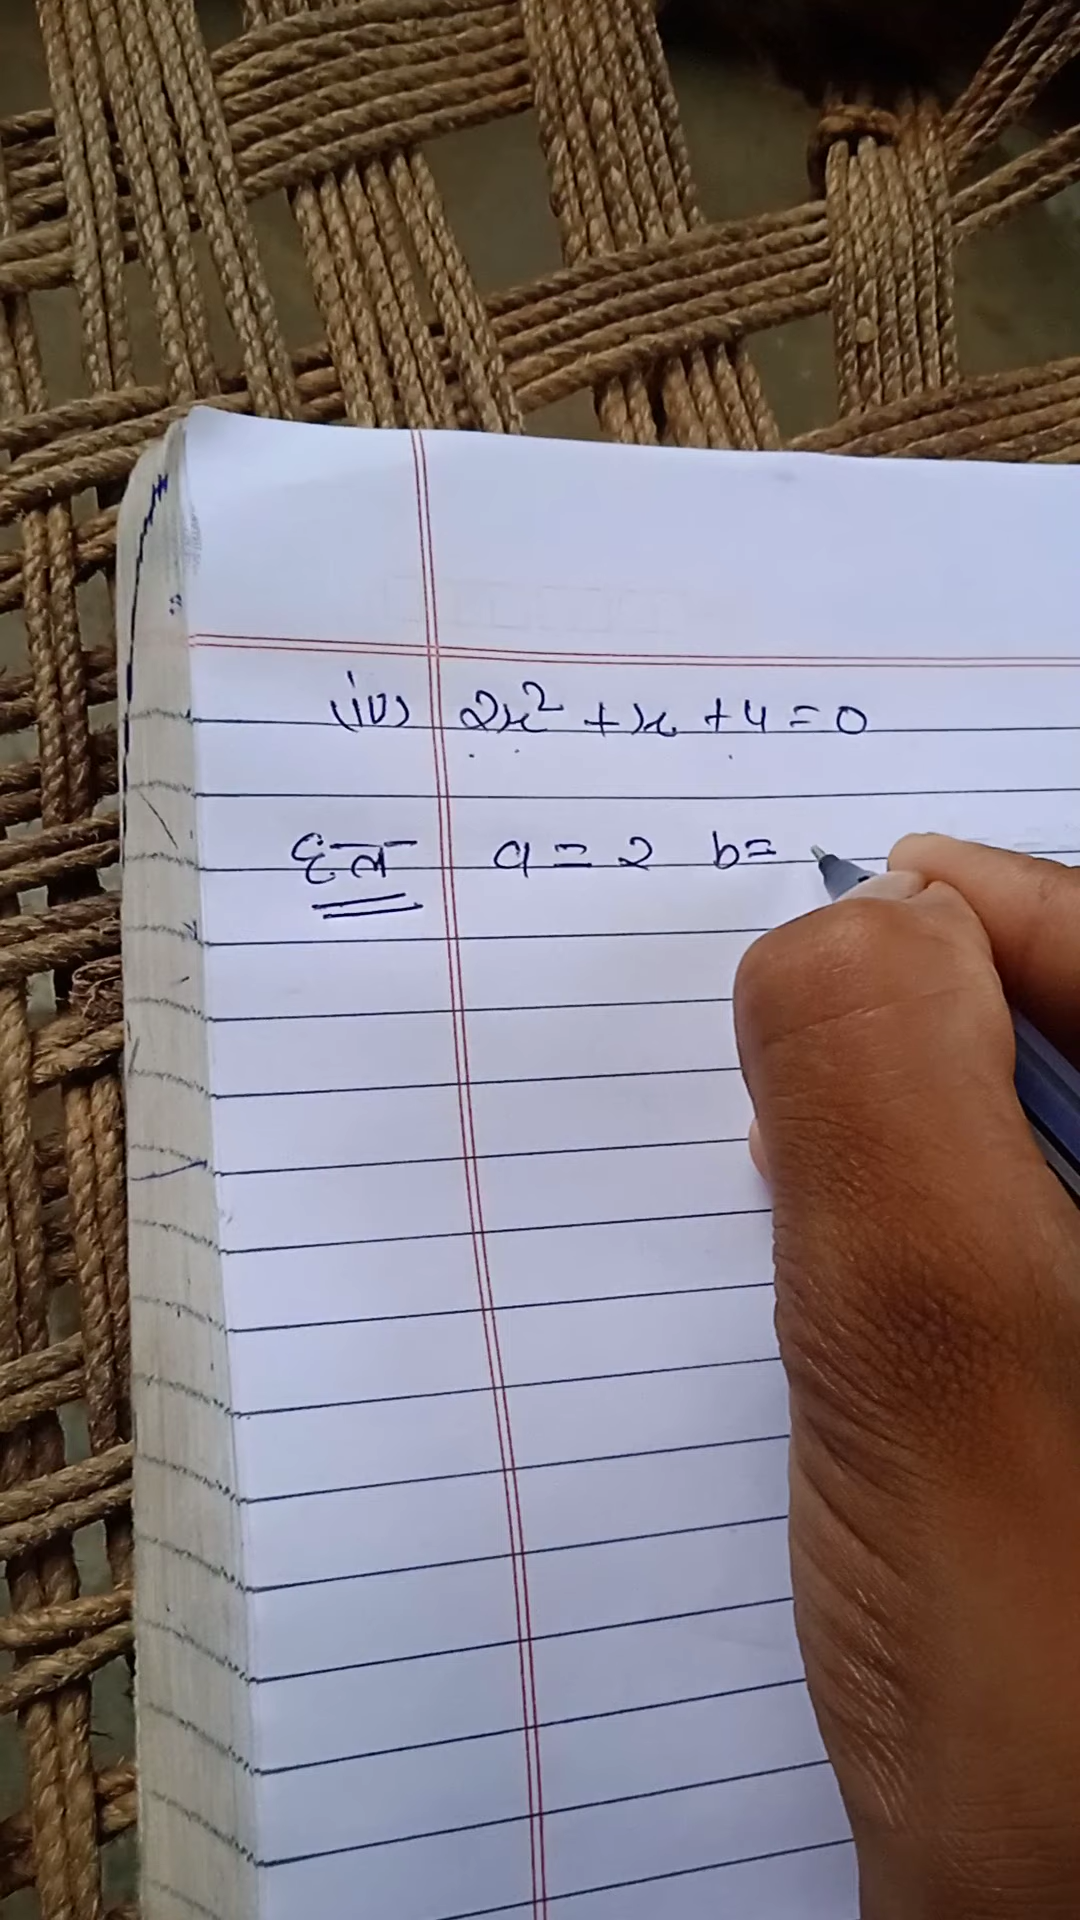 (iv) 2x² + x + 4 = 0
हल a = 2 b =